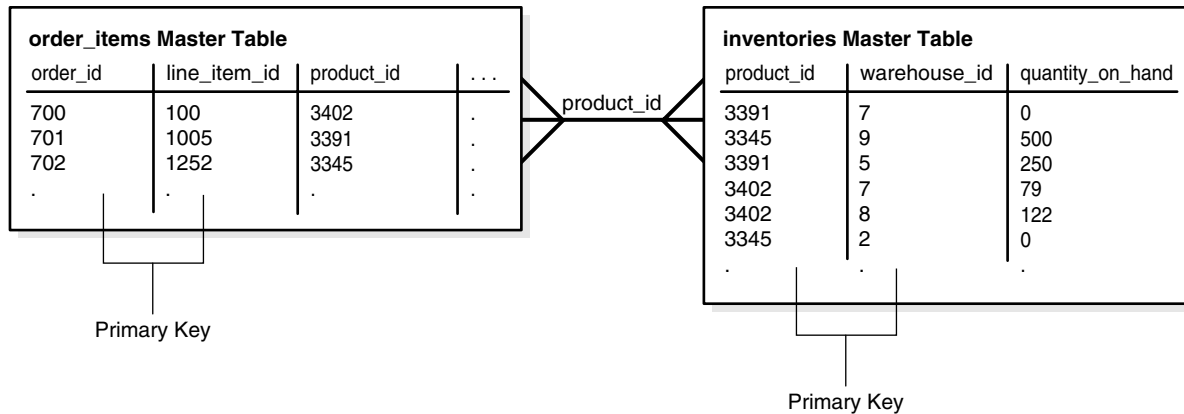 order_items Master Table
order_id line_item_id product_id ...
700 100 3402 .
701 1005 3391 .
702 1252 3345 .
. . . .
Primary Key
product_id
inventories Master Table
product_id warehouse_id quantity_on_hand
3391 7 0
3345 9 500
3391 5 250
3402 7 79
3402 8 122
3345 2 0
. . .
Primary Key